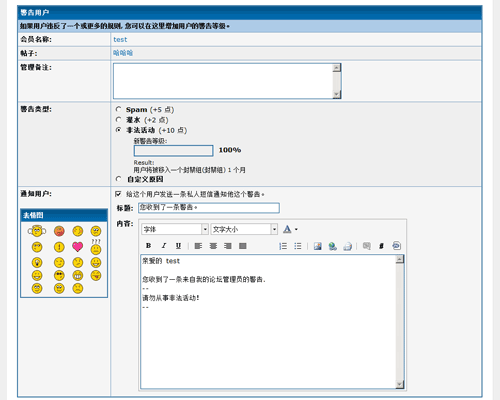 警告用户
如果用户违反了一个或更多的规则，您可以在这里增加用户的警告等级。
会员名称: test
帖子: 哈哈哈
管理备注:
警告类型: Spam (+5 点)
灌水 (+2 点)
非法活动 (+10 点)
新警告等级:
100%
Result:
用户将被移入一个封禁组(封禁组) 1 个月
自定义原因
通知用户: 给这个用户发送一条私人短信通知他这个警告。
标题: 您收到了一条警告。
内容: 字体 文字大小 A
B I U
表情图
???
亲爱的 test
您收到了一条来自我的论坛管理员的警告.
--
请勿从事非法活动!
--